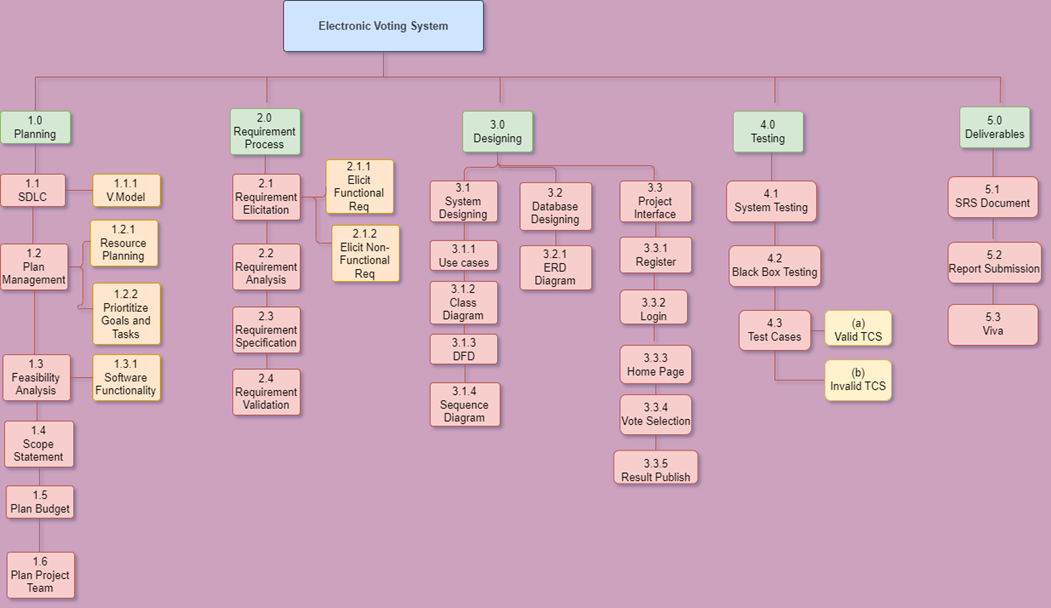 Electronic Voting System
1.0
Planning
1.1
SDLC
1.1.1
V.Model
1.2
Plan
Management
1.2.1
Resource
Planning
1.2.2
Prioritize
Goals and
Tasks
1.3
Feasibility
Analysis
1.3.1
Software
Functionality
1.4
Scope
Statement
1.5
Plan Budget
1.6
Plan Project
Team
2.0
Requirement
Process
2.1
Requirement
Elicitation
2.1.1
Elicit
Functional
Req
2.1.2
Elicit Non-
Functional
Req
2.2
Requirement
Analysis
2.3
Requirement
Specification
2.4
Requirement
Validation
3.0
Designing
3.1
System
Designing
3.1.1
Use cases
3.1.2
Class
Diagram
3.1.3
DFD
3.1.4
Sequence
Diagram
3.2
Database
Designing
3.2.1
ERD
Diagram
3.3
Project
Interface
3.3.1
Register
3.3.2
Login
3.3.3
Home Page
3.3.4
Vote Selection
3.3.5
Result Publish
4.0
Testing
4.1
System Testing
4.2
Black Box Testing
4.3
Test Cases
(a)
Valid TCS
(b)
Invalid TCS
5.0
Deliverables
5.1
SRS Document
5.2
Report Submission
5.3
Viva